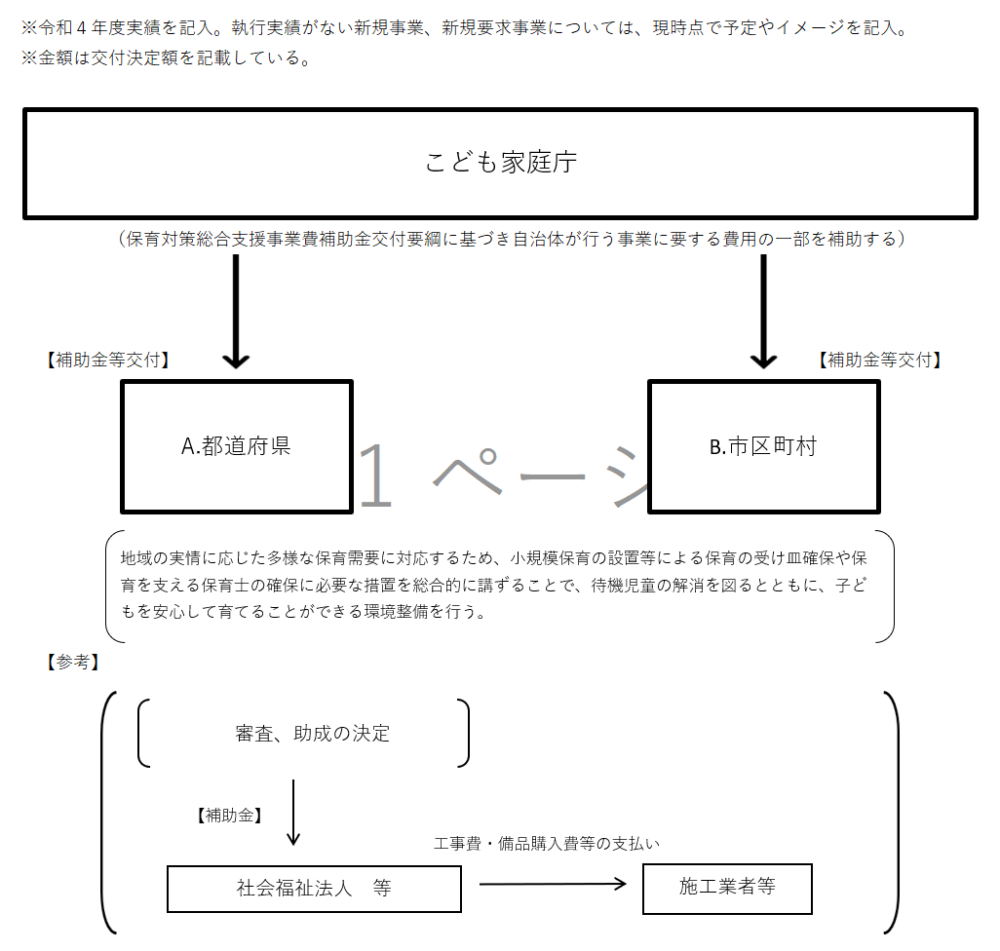 ※令和４年度実績を記入。執行実績がない新規事業、新規要求事業については、現時点で予定やイメージを記入。
※金額は交付決定額を記載している。
こども家庭庁
（保育対策総合支援事業費補助金交付要綱に基づき自治体が行う事業に要する費用の一部を補助する）
【補助金等交付】
【補助金等交付】
A.都道府県
B.市区町村
1 ページ
地域の実情に応じた多様な保育需要に対応するため、小規模保育の設置等による保育の受け皿確保や保
育を支える保育士の確保に必要な措置を総合的に講ずることで、待機児童の解消を図るとともに、子ど
もを安心して育てることができる環境整備を行う。
【参考】
審査、助成の決定
【補助金】
工事費・備品購入費等の支払い
社会福祉法人　等
施工業者等